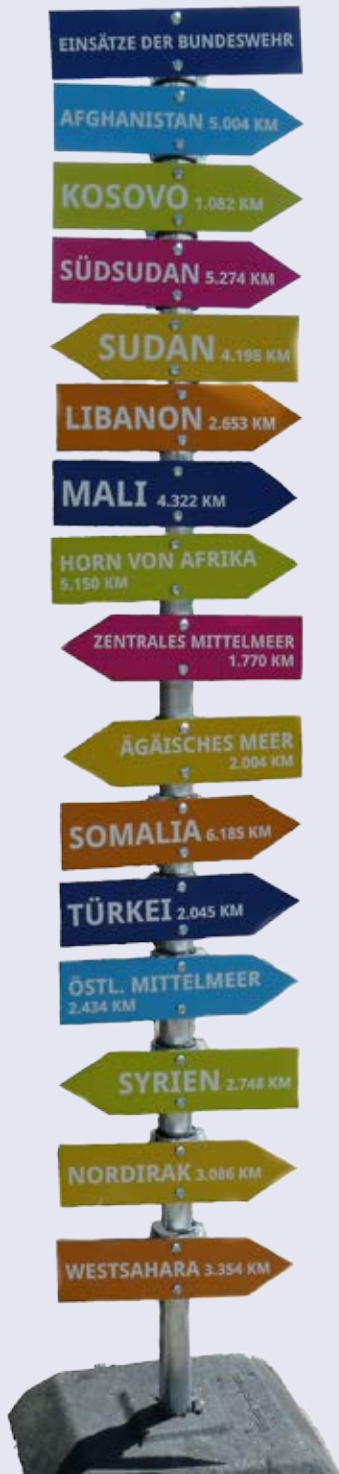 EINSÄTZE DER BUNDESWEHR
AFGHANISTAN 5.004 KM
KOSOVO 1.082 KM
SÜDSUDAN 5.274 KM
SUDAN 4.198 KM
LIBANON 2.653 KM
MALI 4.322 KM
HORN VON AFRIKA
5.150 KM
ZENTRALES MITTELMEER
1.770 KM
ÄGÄISCHES MEER
2.004 KM
SOMALIA 6.185 KM
TÜRKEI 2.045 KM
ÖSTL. MITTELMEER
2.434 KM
SYRIEN 2.748 KM
NORDIRAK 3.086 KM
WESTSAHARA 3.354 KM